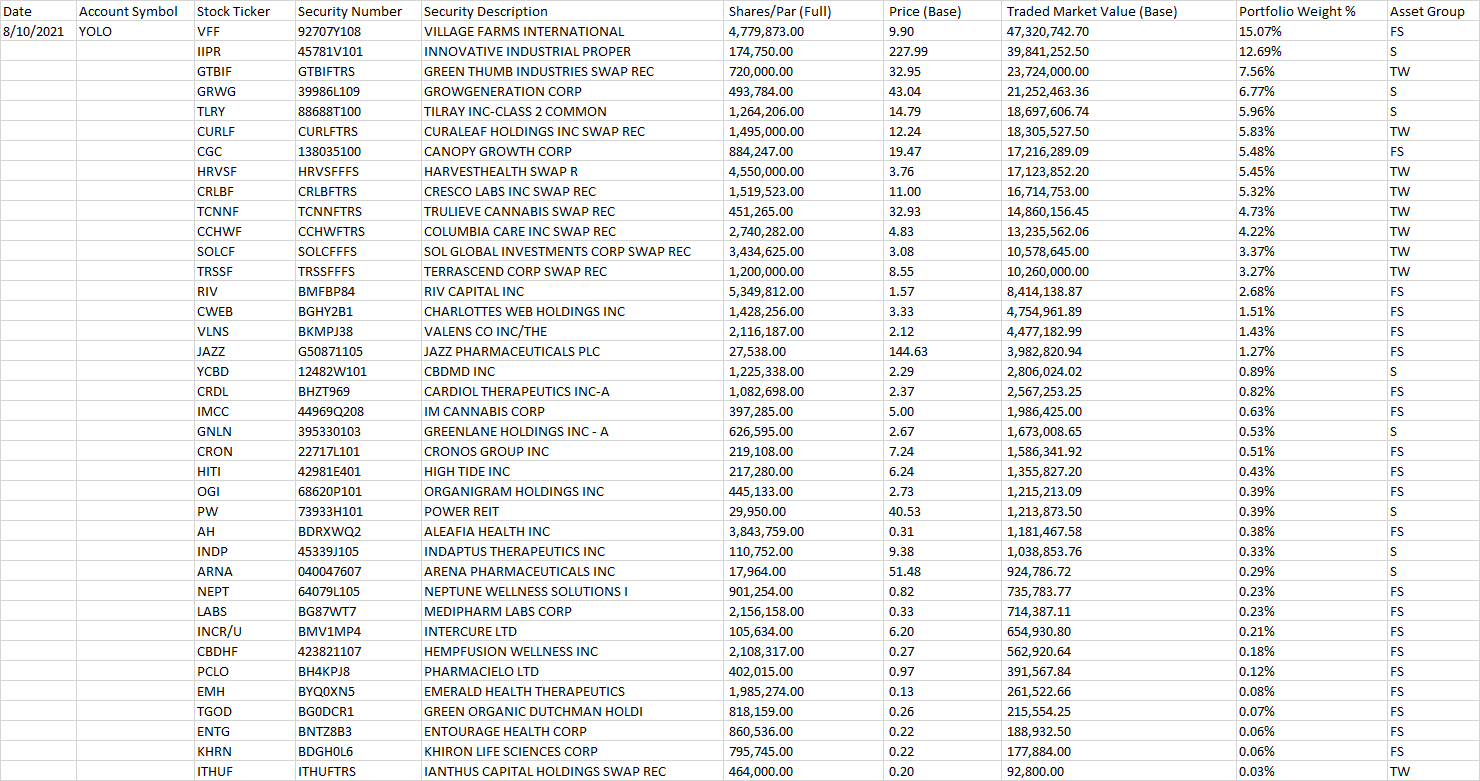 Date Account Symbol Stock Ticker Security Number Security Description Shares/Par (Full) Price (Base) Traded Market Value (Base) Portfolio Weight % Asset Group
8/10/2021 YOLO VFF 92707Y108 VILLAGE FARMS INTERNATIONAL 4,779,873.00 9.90 47,320,742.70 15.07% FS
IIPR 45781V101 INNOVATIVE INDUSTRIAL PROPER 174,750.00 227.99 39,841,252.50 12.69% S
GTBIF GTBIFTRS GREEN THUMB INDUSTRIES SWAP REC 720,000.00 32.95 23,724,000.00 7.56% TW
GRWG 39986L109 GROWGENERATION CORP 493,784.00 43.04 21,252,463.36 6.77% S
TLRY 88688T100 TILRAY INC-CLASS 2 COMMON 1,264,206.00 14.79 18,697,606.74 5.96% S
CURLF CURLFTRS CURALEAF HOLDINGS INC SWAP REC 1,495,000.00 12.24 18,305,527.50 5.83% TW
CGC 138035100 CANOPY GROWTH CORP 884,247.00 19.47 17,216,289.09 5.48% FS
HRVSF HRVSFFFS HARVESTHEALTH SWAP R 4,550,000.00 3.76 17,123,852.20 5.45% TW
CRLBF CRLBFTRS CRESCO LABS INC SWAP REC 1,519,523.00 11.00 16,714,753.00 5.32% TW
TCNNF TCNNFTRS TRULIEVE CANNABIS SWAP REC 451,265.00 32.93 14,860,156.45 4.73% TW
CCHWF CCHWFTRS COLUMBIA CARE INC SWAP REC 2,740,282.00 4.83 13,235,562.06 4.22% TW
SOLCF SOLCFFFS SOL GLOBAL INVESTMENTS CORP SWAP REC 3,434,625.00 3.08 10,578,645.00 3.37% TW
TRSSF TRSSFFFS TERRASCEND CORP SWAP REC 1,200,000.00 8.55 10,260,000.00 3.27% TW
RIV BMFBP84 RIV CAPITAL INC 5,349,812.00 1.57 8,414,138.87 2.68% FS
CWEB BGHY2B1 CHARLOTTES WEB HOLDINGS INC 1,428,256.00 3.33 4,754,961.89 1.51% FS
VLNS BKMPJ38 VALENS CO INC/THE 2,116,187.00 2.12 4,477,182.99 1.43% FS
JAZZ G50871105 JAZZ PHARMACEUTICALS PLC 27,538.00 144.63 3,982,820.94 1.27% FS
YCBD 12482W101 CBDMD INC 1,225,338.00 2.29 2,806,024.02 0.89% S
CRDL BHZT969 CARDIOL THERAPEUTICS INC-A 1,082,698.00 2.37 2,567,253.25 0.82% FS
IMCC 44969Q208 IM CANNABIS CORP 397,285.00 5.00 1,986,425.00 0.63% FS
GNLN 395330103 GREENLANE HOLDINGS INC - A 626,595.00 2.67 1,673,008.65 0.53% S
CRON 22717L101 CRONOS GROUP INC 219,108.00 7.24 1,586,341.92 0.51% FS
HITI 42981E401 HIGH TIDE INC 217,280.00 6.24 1,355,827.20 0.43% FS
OGI 68620P101 ORGANIGRAM HOLDINGS INC 445,133.00 2.73 1,215,213.09 0.39% FS
PW 73933H101 POWER REIT 29,950.00 40.53 1,213,873.50 0.39% S
AH BDRXWQ2 ALEAFIA HEALTH INC 3,843,759.00 0.31 1,181,467.58 0.38% FS
INDP 45339J105 INDAPTUS THERAPEUTICS INC 110,752.00 9.38 1,038,853.76 0.33% S
ARNA 040047607 ARENA PHARMACEUTICALS INC 17,964.00 51.48 924,786.72 0.29% S
NEPT 64079L105 NEPTUNE WELLNESS SOLUTIONS I 901,254.00 0.82 735,783.77 0.23% FS
LABS BG87WT7 MEDIPHARM LABS CORP 2,156,158.00 0.33 714,387.11 0.23% FS
INCR/U BMV1MP4 INTERCURE LTD 105,634.00 6.20 654,930.80 0.21% FS
CBDHF 423821107 HEMPFUSION WELLNESS INC 2,108,317.00 0.27 562,920.64 0.18% FS
PCLO BH4KPJ8 PHARMACIELO LTD 402,015.00 0.97 391,567.84 0.12% FS
EMH BYQ0XN5 EMERALD HEALTH THERAPEUTICS 1,985,274.00 0.13 261,522.66 0.08% FS
TGOD BG0DCR1 GREEN ORGANIC DUTCHMAN HOLDI 818,159.00 0.26 215,554.25 0.07% FS
ENTG BNTZ8B3 ENTOURAGE HEALTH CORP 860,536.00 0.22 188,932.50 0.06% FS
KHRN BDGH0L6 KHIRON LIFE SCIENCES CORP 795,745.00 0.22 177,884.00 0.06% FS
ITHUF ITHUFTRS IANTHUS CAPITAL HOLDINGS SWAP REC 464,000.00 0.20 92,800.00 0.03% TW